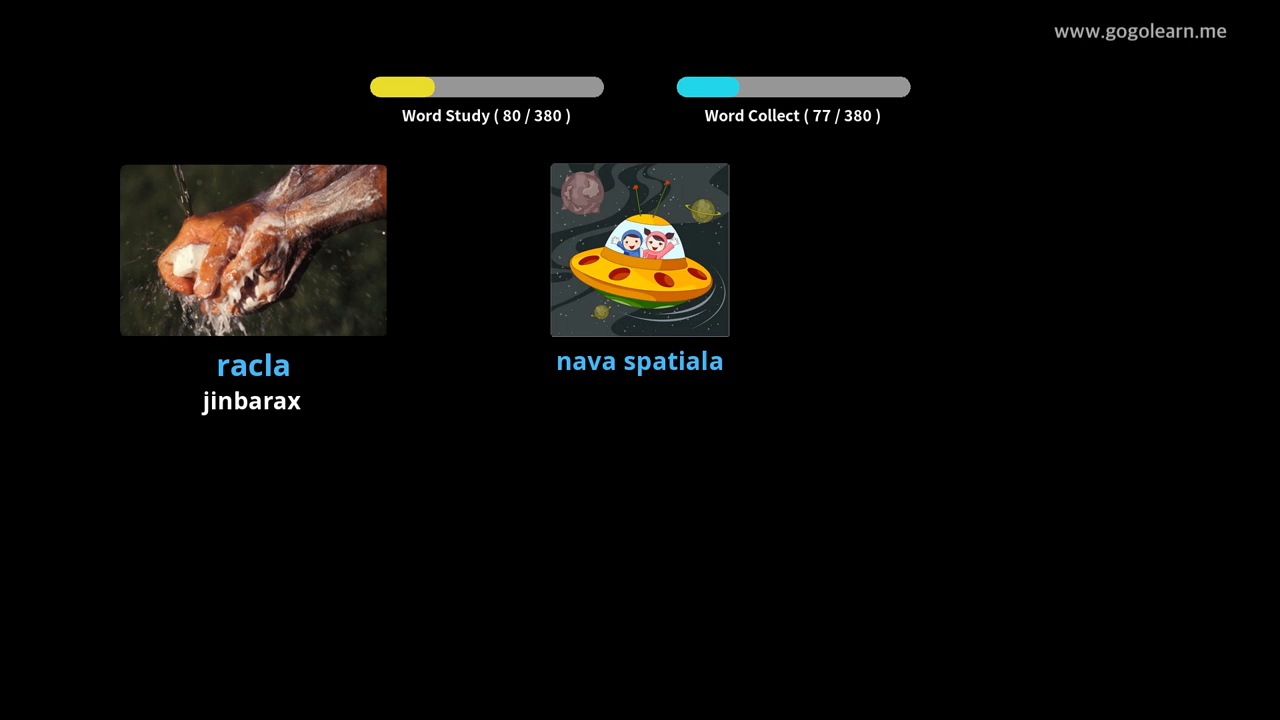 www.gogolearn.me
Word Study ( 80 / 380 )
Word Collect ( 77 / 380 )
racla
jinbarax
nava spatiala